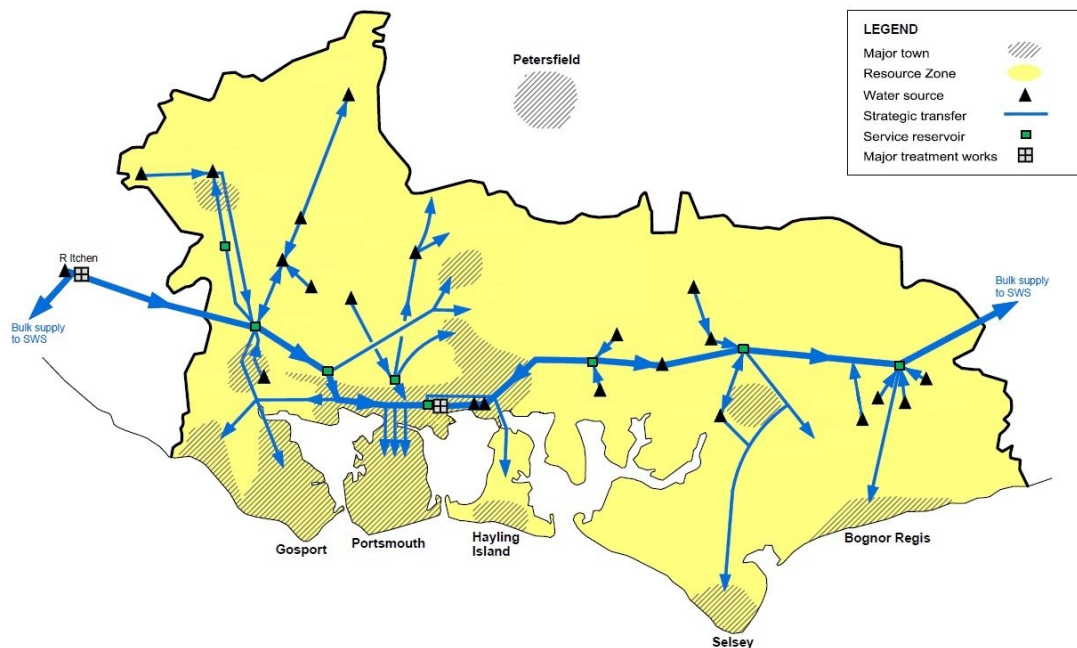 LEGEND
Major town
Resource Zone
Water source
Strategic transfer
Service reservoir
Major treatment works
Petersfield
R Itchen
Bulk supply
to SWS
Bulk supply
to SWS
Gosport
Portsmouth
Hayling
Island
Bognor Regis
Selsey